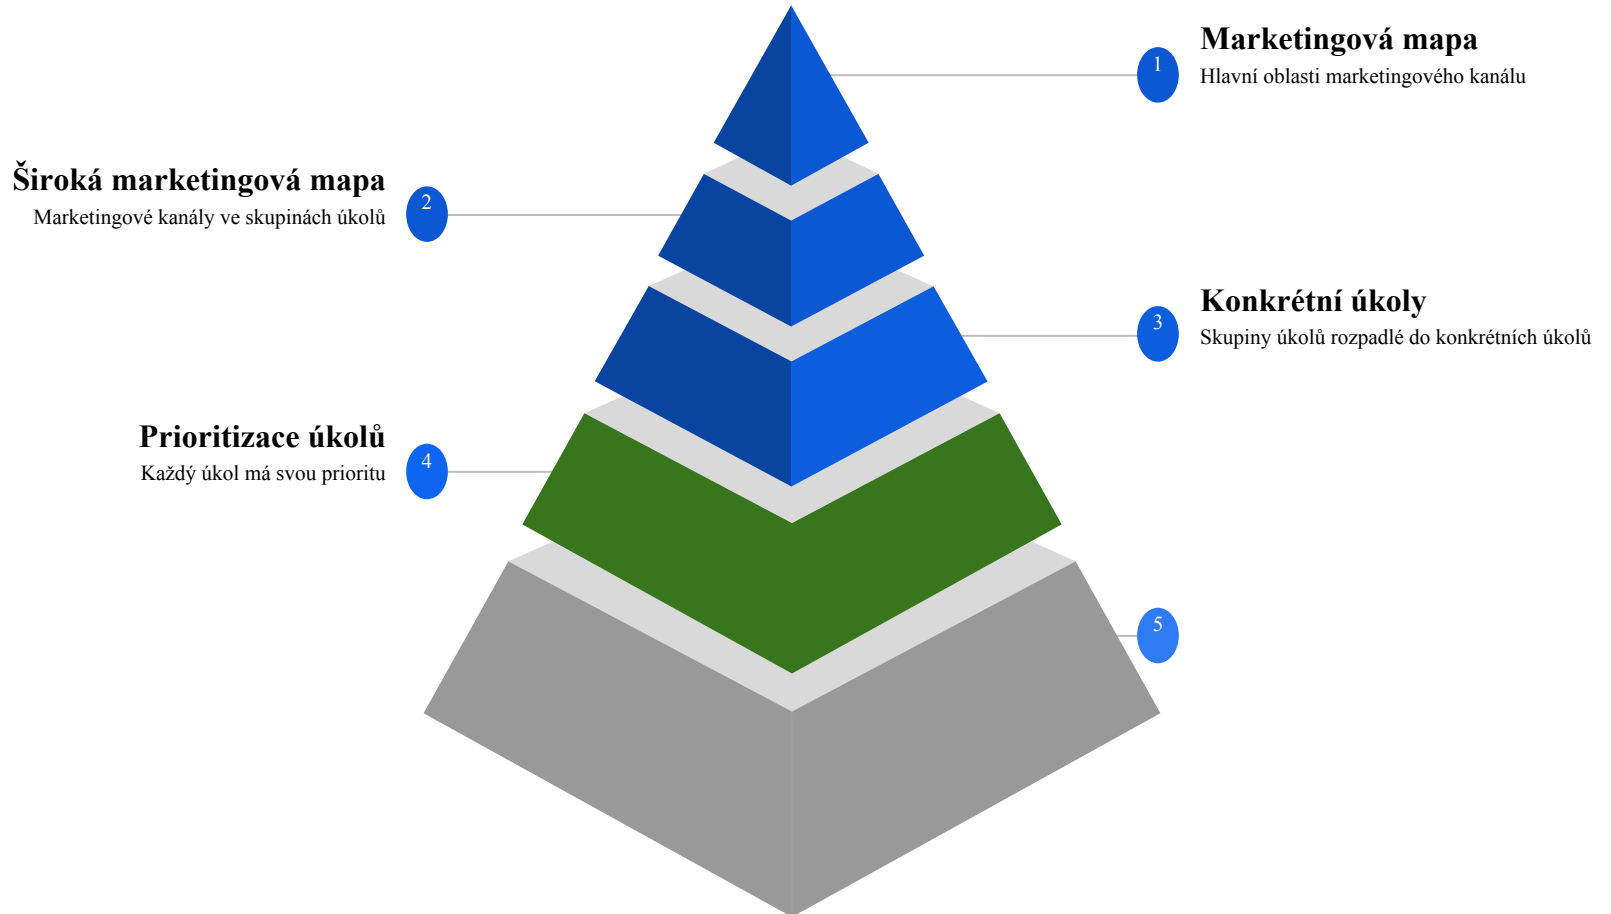 1
Marketingová mapa
Hlavní oblasti marketingového kanálu
Široká marketingová mapa
Marketingové kanály ve skupinách úkolů
2
3
Konkrétní úkoly
Skupiny úkolů rozpadlé do konkrétních úkolů
Prioritizace úkolů
Každý úkol má svou prioritu
4
5